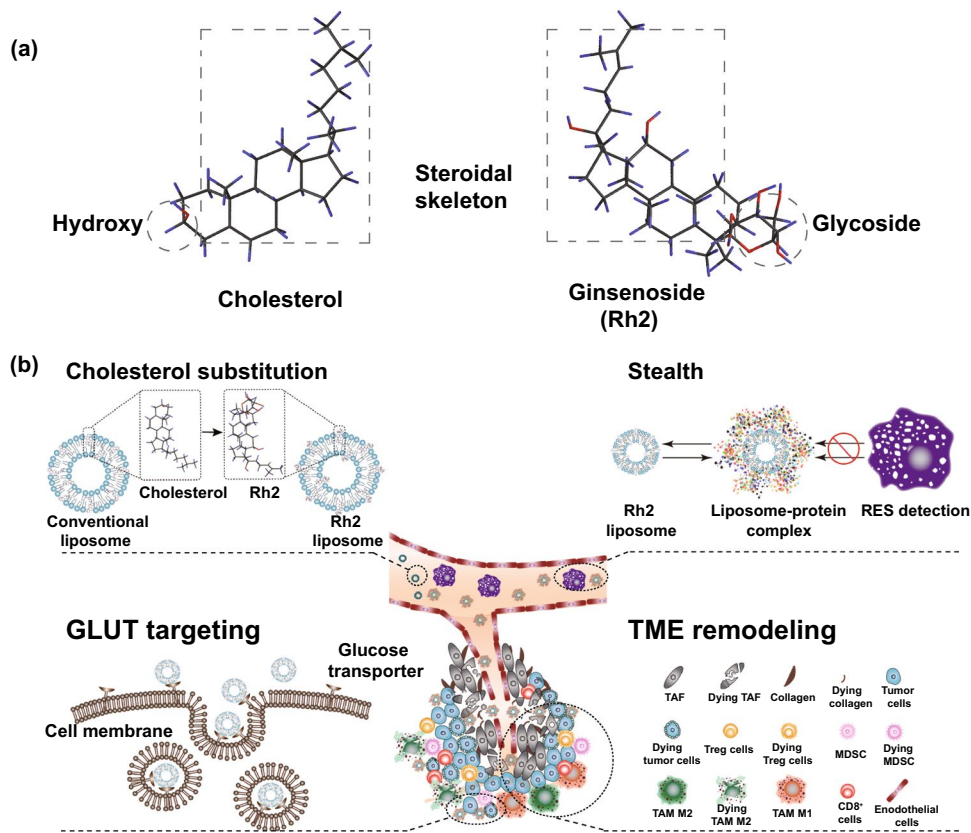 (a)
Hydroxy
Steroidal
skeleton
Glycoside
Cholesterol
Ginsenoside
(Rh2)
(b)
Cholesterol substitution
Cholesterol
Rh2
Conventional
liposome
Rh2
liposome
Stealth
Rh2
liposome
Liposome-protein
complex
RES detection
GLUT targeting
Glucose
transporter
Cell membrane
TME remodeling
TAF
Dying TAF
Collagen
Dying
collagen
Tumor
cells
Dying
tumor cells
Treg cells
Dying
Treg cells
MDSC
Dying
MDSC
TAM M2
Dying
TAM M2
TAM M1
CD8⁺
cells
Enodothelial
cells